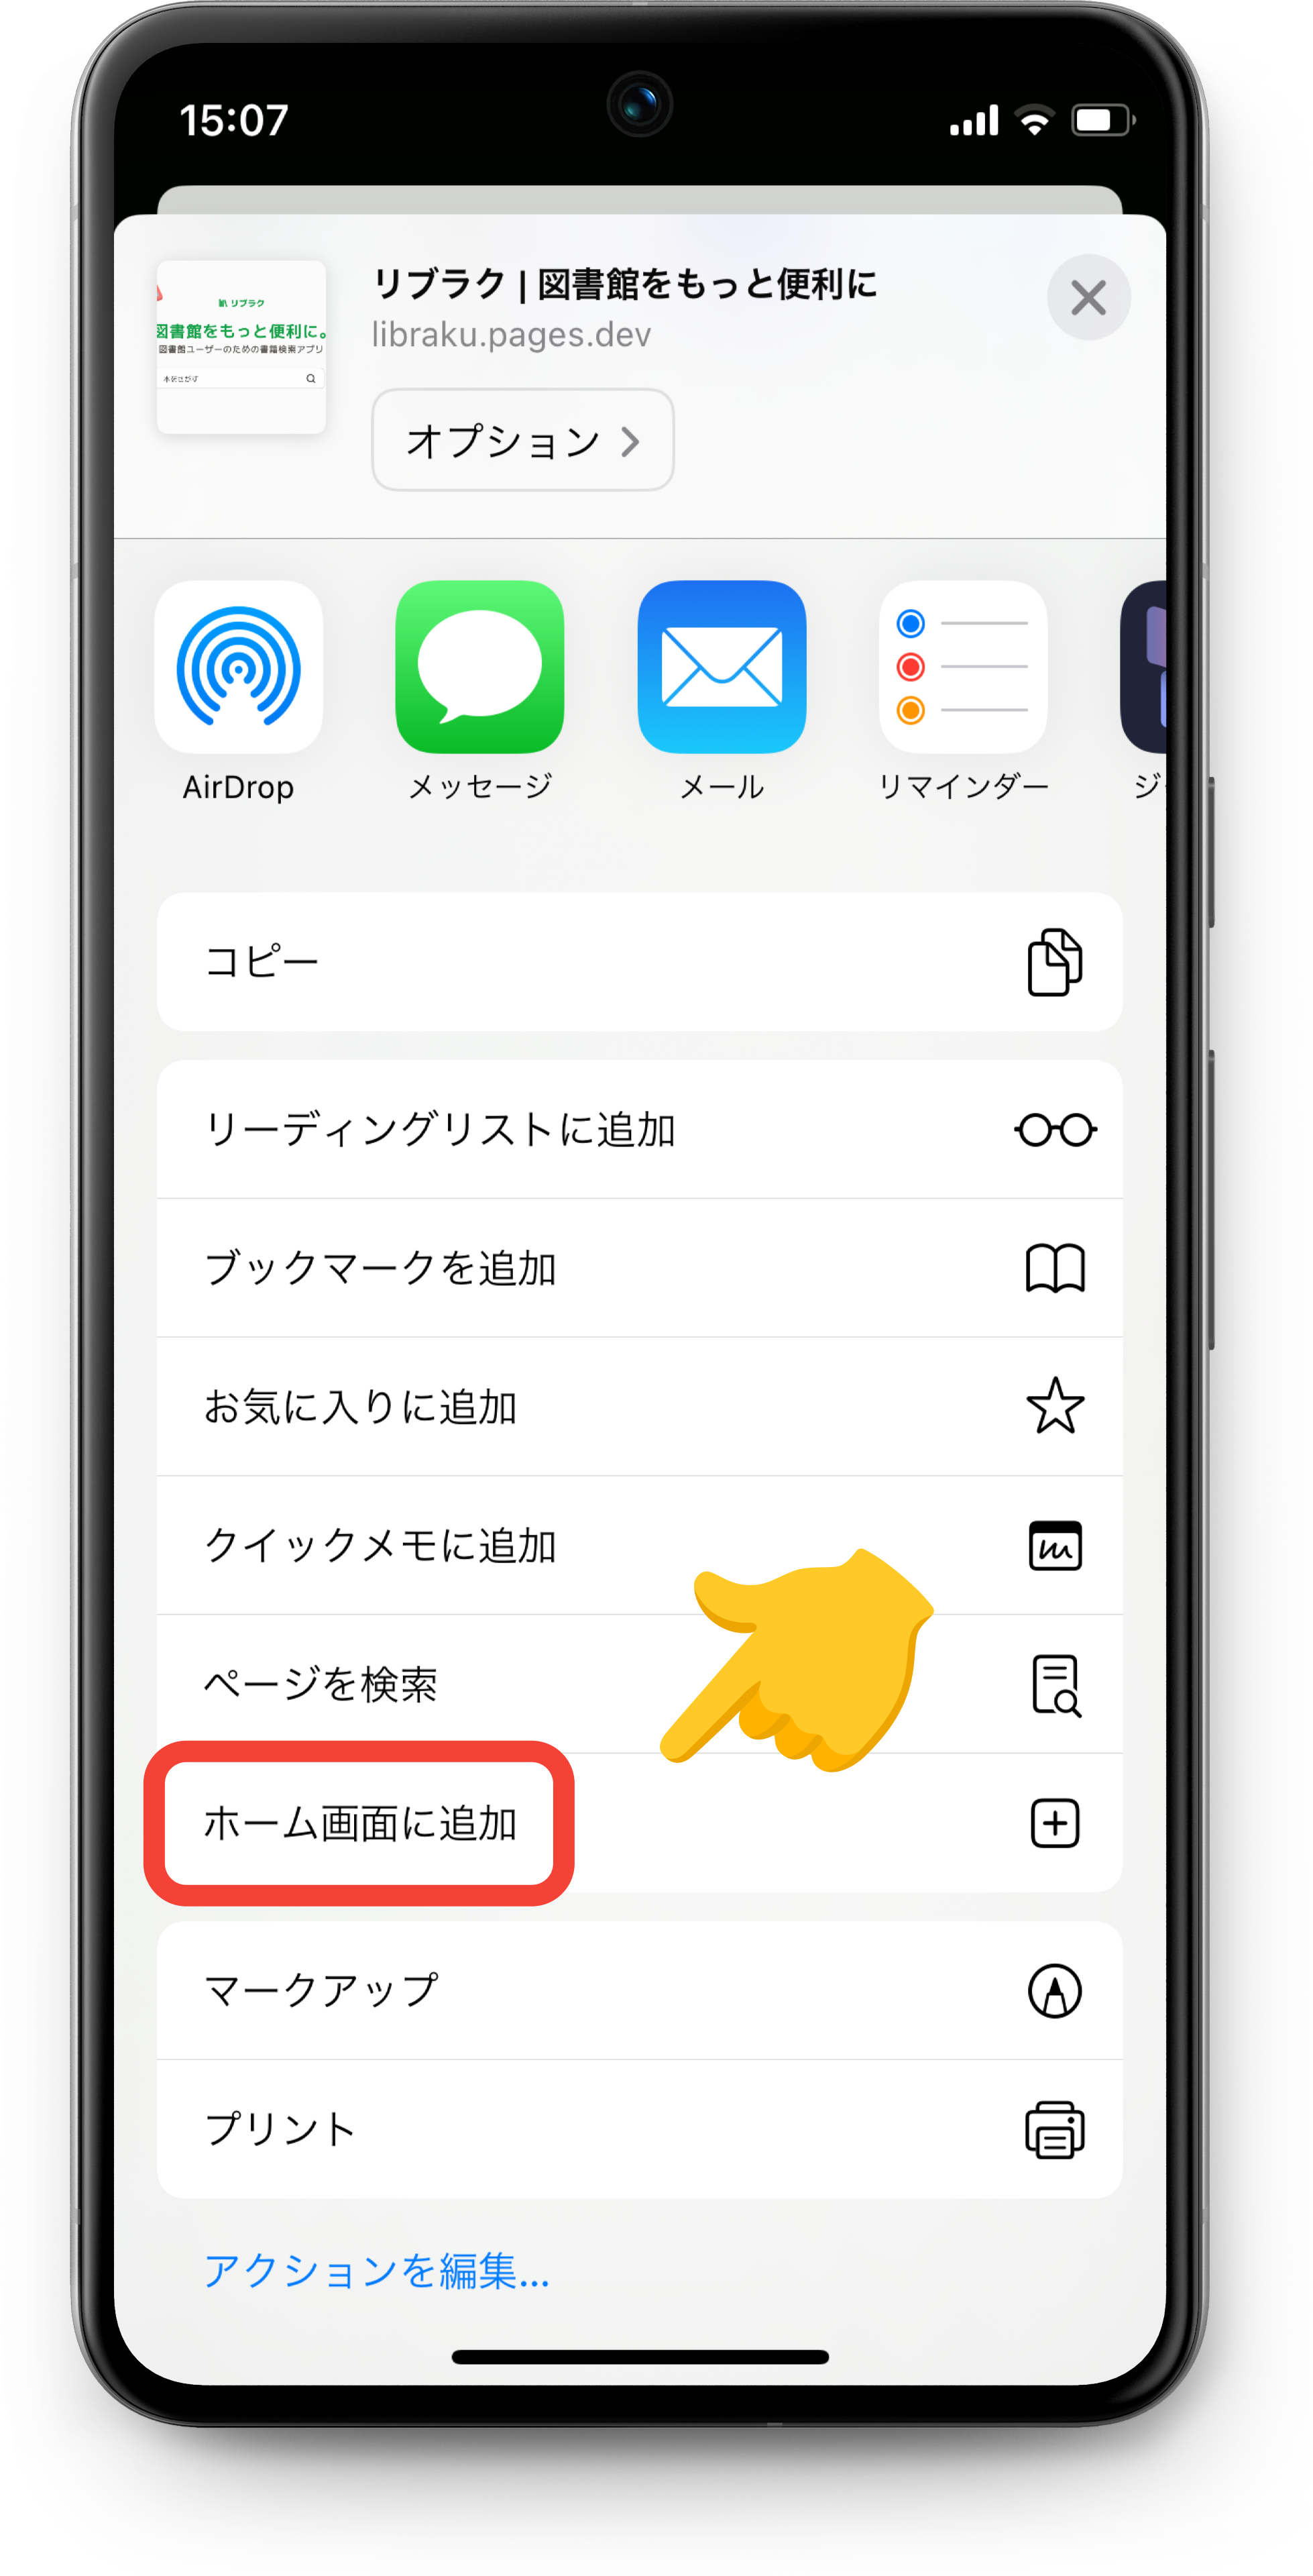 15:07
リブラク | 図書館をもっと便利に
libraku.pages.dev
リブラク
図書館をもっと便利に。
図書館ユーザーのための書籍検索アプリ
本をさがす
オプション
AirDrop
メッセージ
メール
リマインダー
ジ
コピー
リーディングリストに追加
ブックマークを追加
お気に入りに追加
クイックメモに追加
ページを検索
ホーム画面に追加
マークアップ
プリント
アクションを編集...